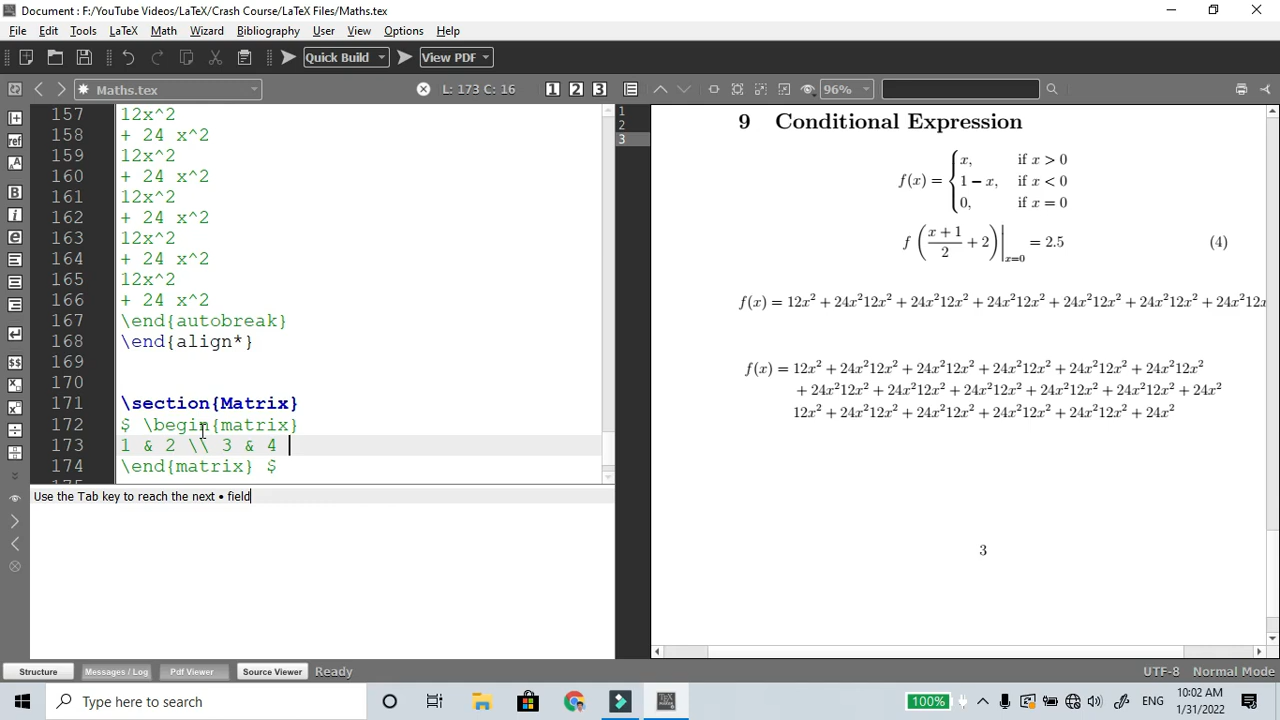 Document : F:/YouTube Videos/LaTeX/Crash Course/LaTeX Files/Maths.tex
File Edit Tools LaTeX Math Wizard Bibliography User View Options Help
Quick Build View PDF
Maths.tex L: 173 C: 16 1 2 3 96%
157 12x^2
158 + 24 x^2
159 12x^2
160 + 24 x^2
161 12x^2
162 + 24 x^2
163 12x^2
164 + 24 x^2
165 12x^2
166 + 24 x^2
167 \end{autobreak}
168 \end{align*}
169
170
171 \section{Matrix}
172 $ \begin{matrix}
173 1 & 2 \\ 3 & 4
174 \end{matrix} $
Use the Tab key to reach the next • field
1
2
3
9 Conditional Expression
f(x) = { x, if x > 0
1 − x, if x < 0
0, if x = 0
f ( x + 1 / 2 + 2 ) | x=0 = 2.5 (4)
f(x) = 12x² + 24x²12x² + 24x²12x² + 24x²12x² + 24x²12x² + 24x²12x² + 24x²12x
f(x) = 12x² + 24x²12x² + 24x²12x² + 24x²12x² + 24x²12x² + 24x²12x²
+ 24x²12x² + 24x²12x² + 24x²12x² + 24x²12x² + 24x²12x² + 24x²
12x² + 24x²12x² + 24x²12x² + 24x²12x² + 24x²12x² + 24x²
3
Structure Messages / Log Pdf Viewer Source Viewer Ready UTF-8 Normal Mode
Type here to search 100% ENG 10:02 AM
1/31/2022